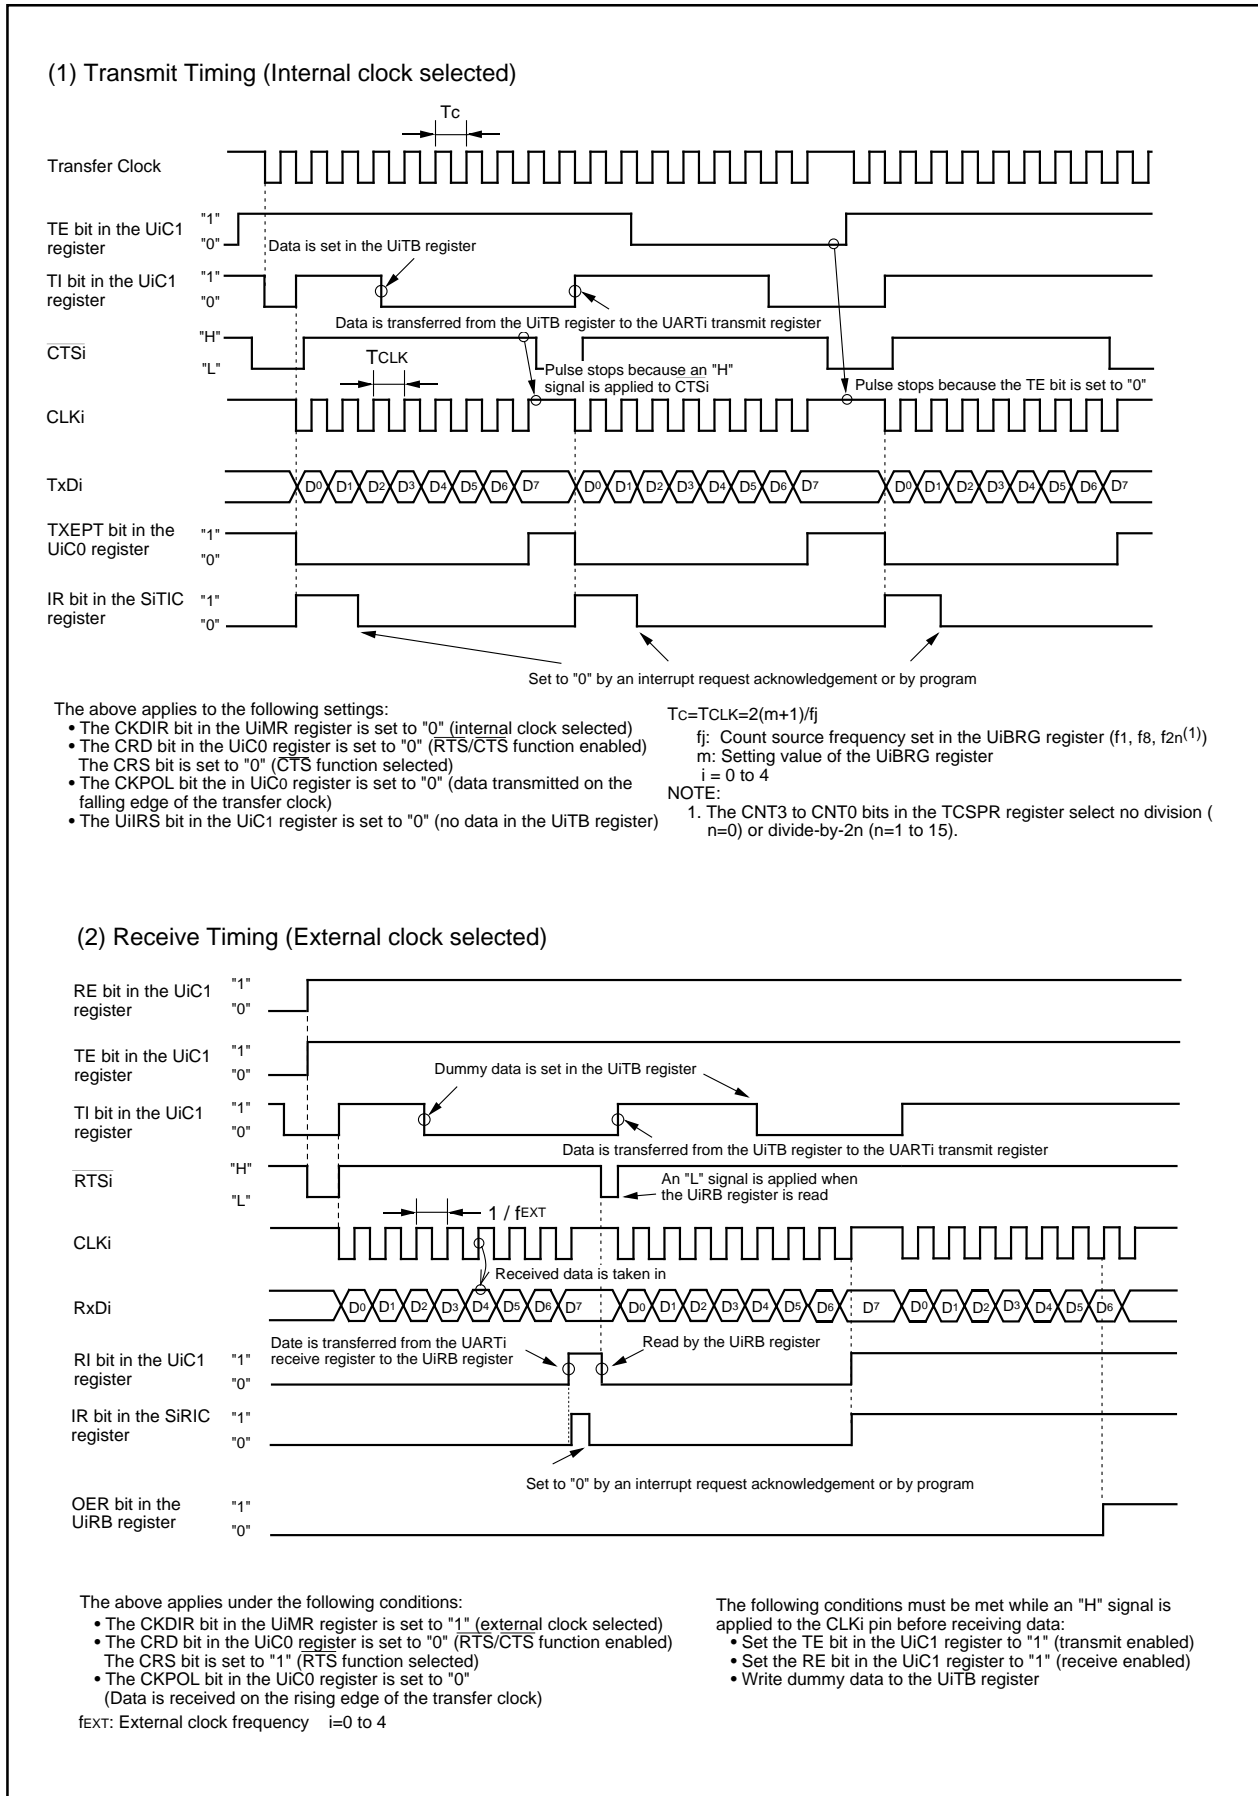 (1) Transmit Timing (Internal clock selected)
Tc
Transfer Clock
TE bit in the UiC1
register
"1"
"0"
Data is set in the UiTB register
TI bit in the UiC1
register
"1"
"0"
Data is transferred from the UiTB register to the UARTi transmit register
CTSi
"H"
"L"
TCLK
Pulse stops because an "H"
signal is applied to CTSi
Pulse stops because the TE bit is set to "0"
CLKi
TxDi
D0 D1 D2 D3 D4 D5 D6 D7 D0 D1 D2 D3 D4 D5 D6 D7 D0 D1 D2 D3 D4 D5 D6 D7
TXEPT bit in the
UiC0 register
"1"
"0"
IR bit in the SiTIC
register
"1"
"0"
Set to "0" by an interrupt request acknowledgement or by program
The above applies to the following settings:
• The CKDIR bit in the UiMR register is set to "0" (internal clock selected)
• The CRD bit in the UiC0 register is set to "0" (RTS/CTS function enabled)
The CRS bit is set to "0" (CTS function selected)
• The CKPOL bit the in UiC0 register is set to "0" (data transmitted on the
falling edge of the transfer clock)
• The UiIRS bit in the UiC1 register is set to "0" (no data in the UiTB register)
Tc=TCLK=2(m+1)/fj
fj: Count source frequency set in the UiBRG register (f1, f8, f2n(1))
m: Setting value of the UiBRG register
i = 0 to 4
NOTE:
1. The CNT3 to CNT0 bits in the TCSPR register select no division (
n=0) or divide-by-2n (n=1 to 15).
(2) Receive Timing (External clock selected)
RE bit in the UiC1
register
"1"
"0"
TE bit in the UiC1
register
"1"
"0"
Dummy data is set in the UiTB register
TI bit in the UiC1
register
"1"
"0"
Data is transferred from the UiTB register to the UARTi transmit register
RTSi
"H"
"L"
An "L" signal is applied when
the UiRB register is read
1 / fEXT
CLKi
Received data is taken in
RxDi
D0 D1 D2 D3 D4 D5 D6 D7 D0 D1 D2 D3 D4 D5 D6 D7 D0 D1 D2 D3 D4 D5 D6
Date is transferred from the UARTi
receive register to the UiRB register
Read by the UiRB register
RI bit in the UiC1
register
"1"
"0"
IR bit in the SiRIC
register
"1"
"0"
Set to "0" by an interrupt request acknowledgement or by program
OER bit in the
UiRB register
"1"
"0"
The above applies under the following conditions:
• The CKDIR bit in the UiMR register is set to "1" (external clock selected)
• The CRD bit in the UiC0 register is set to "0" (RTS/CTS function enabled)
The CRS bit is set to "1" (RTS function selected)
• The CKPOL bit in the UiC0 register is set to "0"
(Data is received on the rising edge of the transfer clock)
fEXT: External clock frequency i=0 to 4
The following conditions must be met while an "H" signal is
applied to the CLKi pin before receiving data:
• Set the TE bit in the UiC1 register to "1" (transmit enabled)
• Set the RE bit in the UiC1 register to "1" (receive enabled)
• Write dummy data to the UiTB register